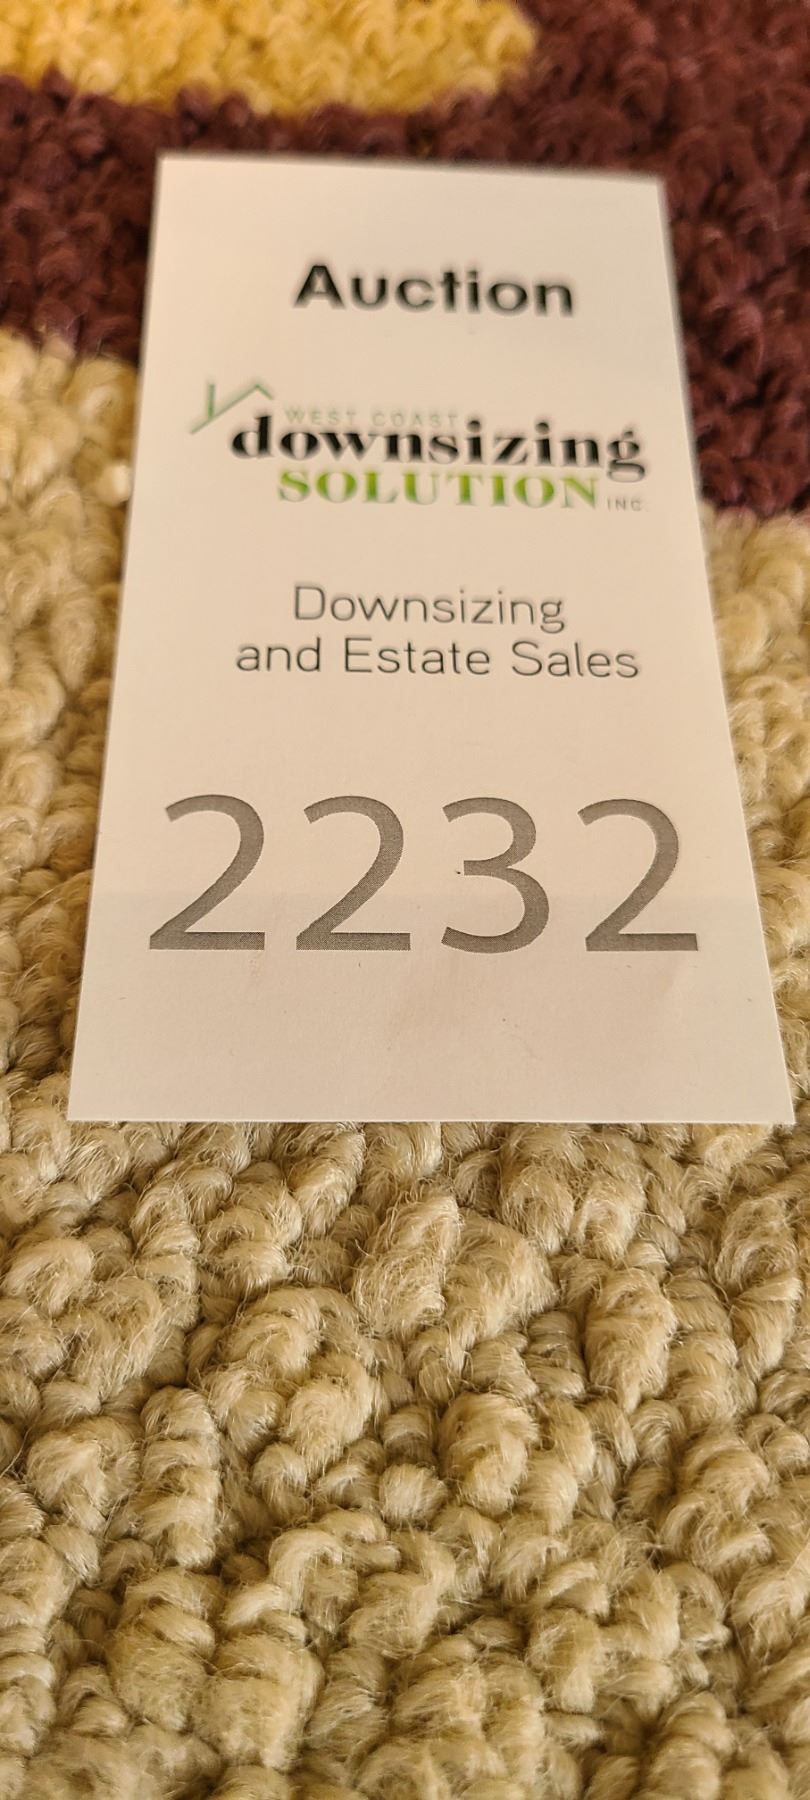 Auction
WEST COAST
downsizing
SOLUTION INC.
Downsizing
and Estate Sales
2232